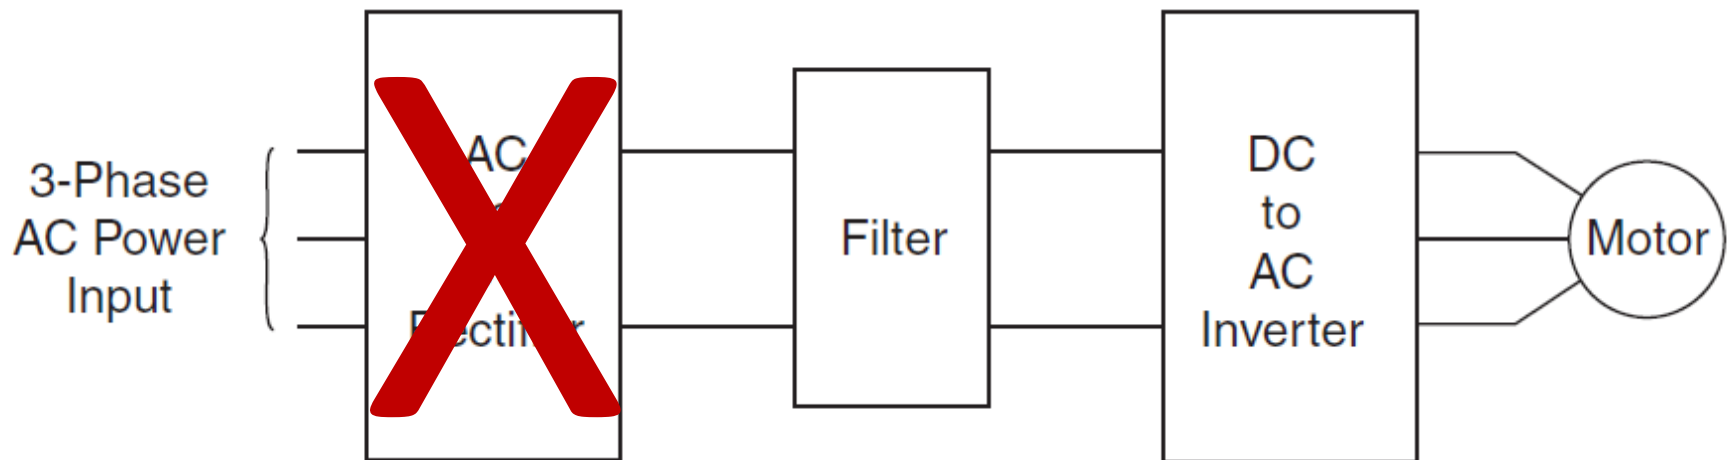 3-Phase
AC Power
Input
AC
Filter
DC
to
AC
Inverter
Motor